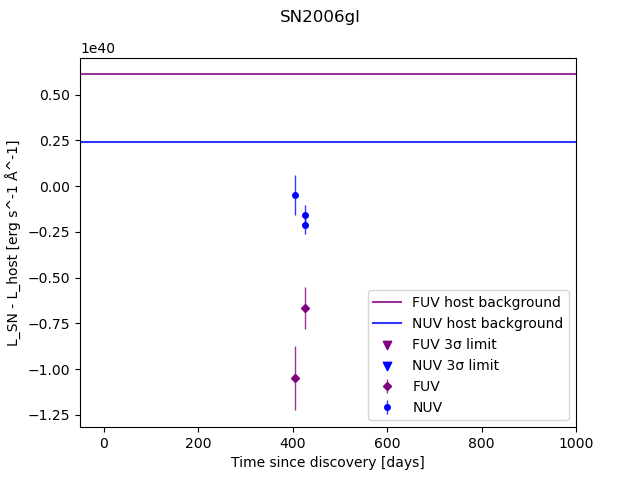 SN2006gl
1e40
0.50
0.25
0.00
−0.25
−0.50
−0.75
−1.00
−1.25
L_SN - L_host [erg s^-1 Å^-1]
0 200 400 600 800 1000
Time since discovery [days]
FUV host background
NUV host background
FUV 3σ limit
NUV 3σ limit
FUV
NUV